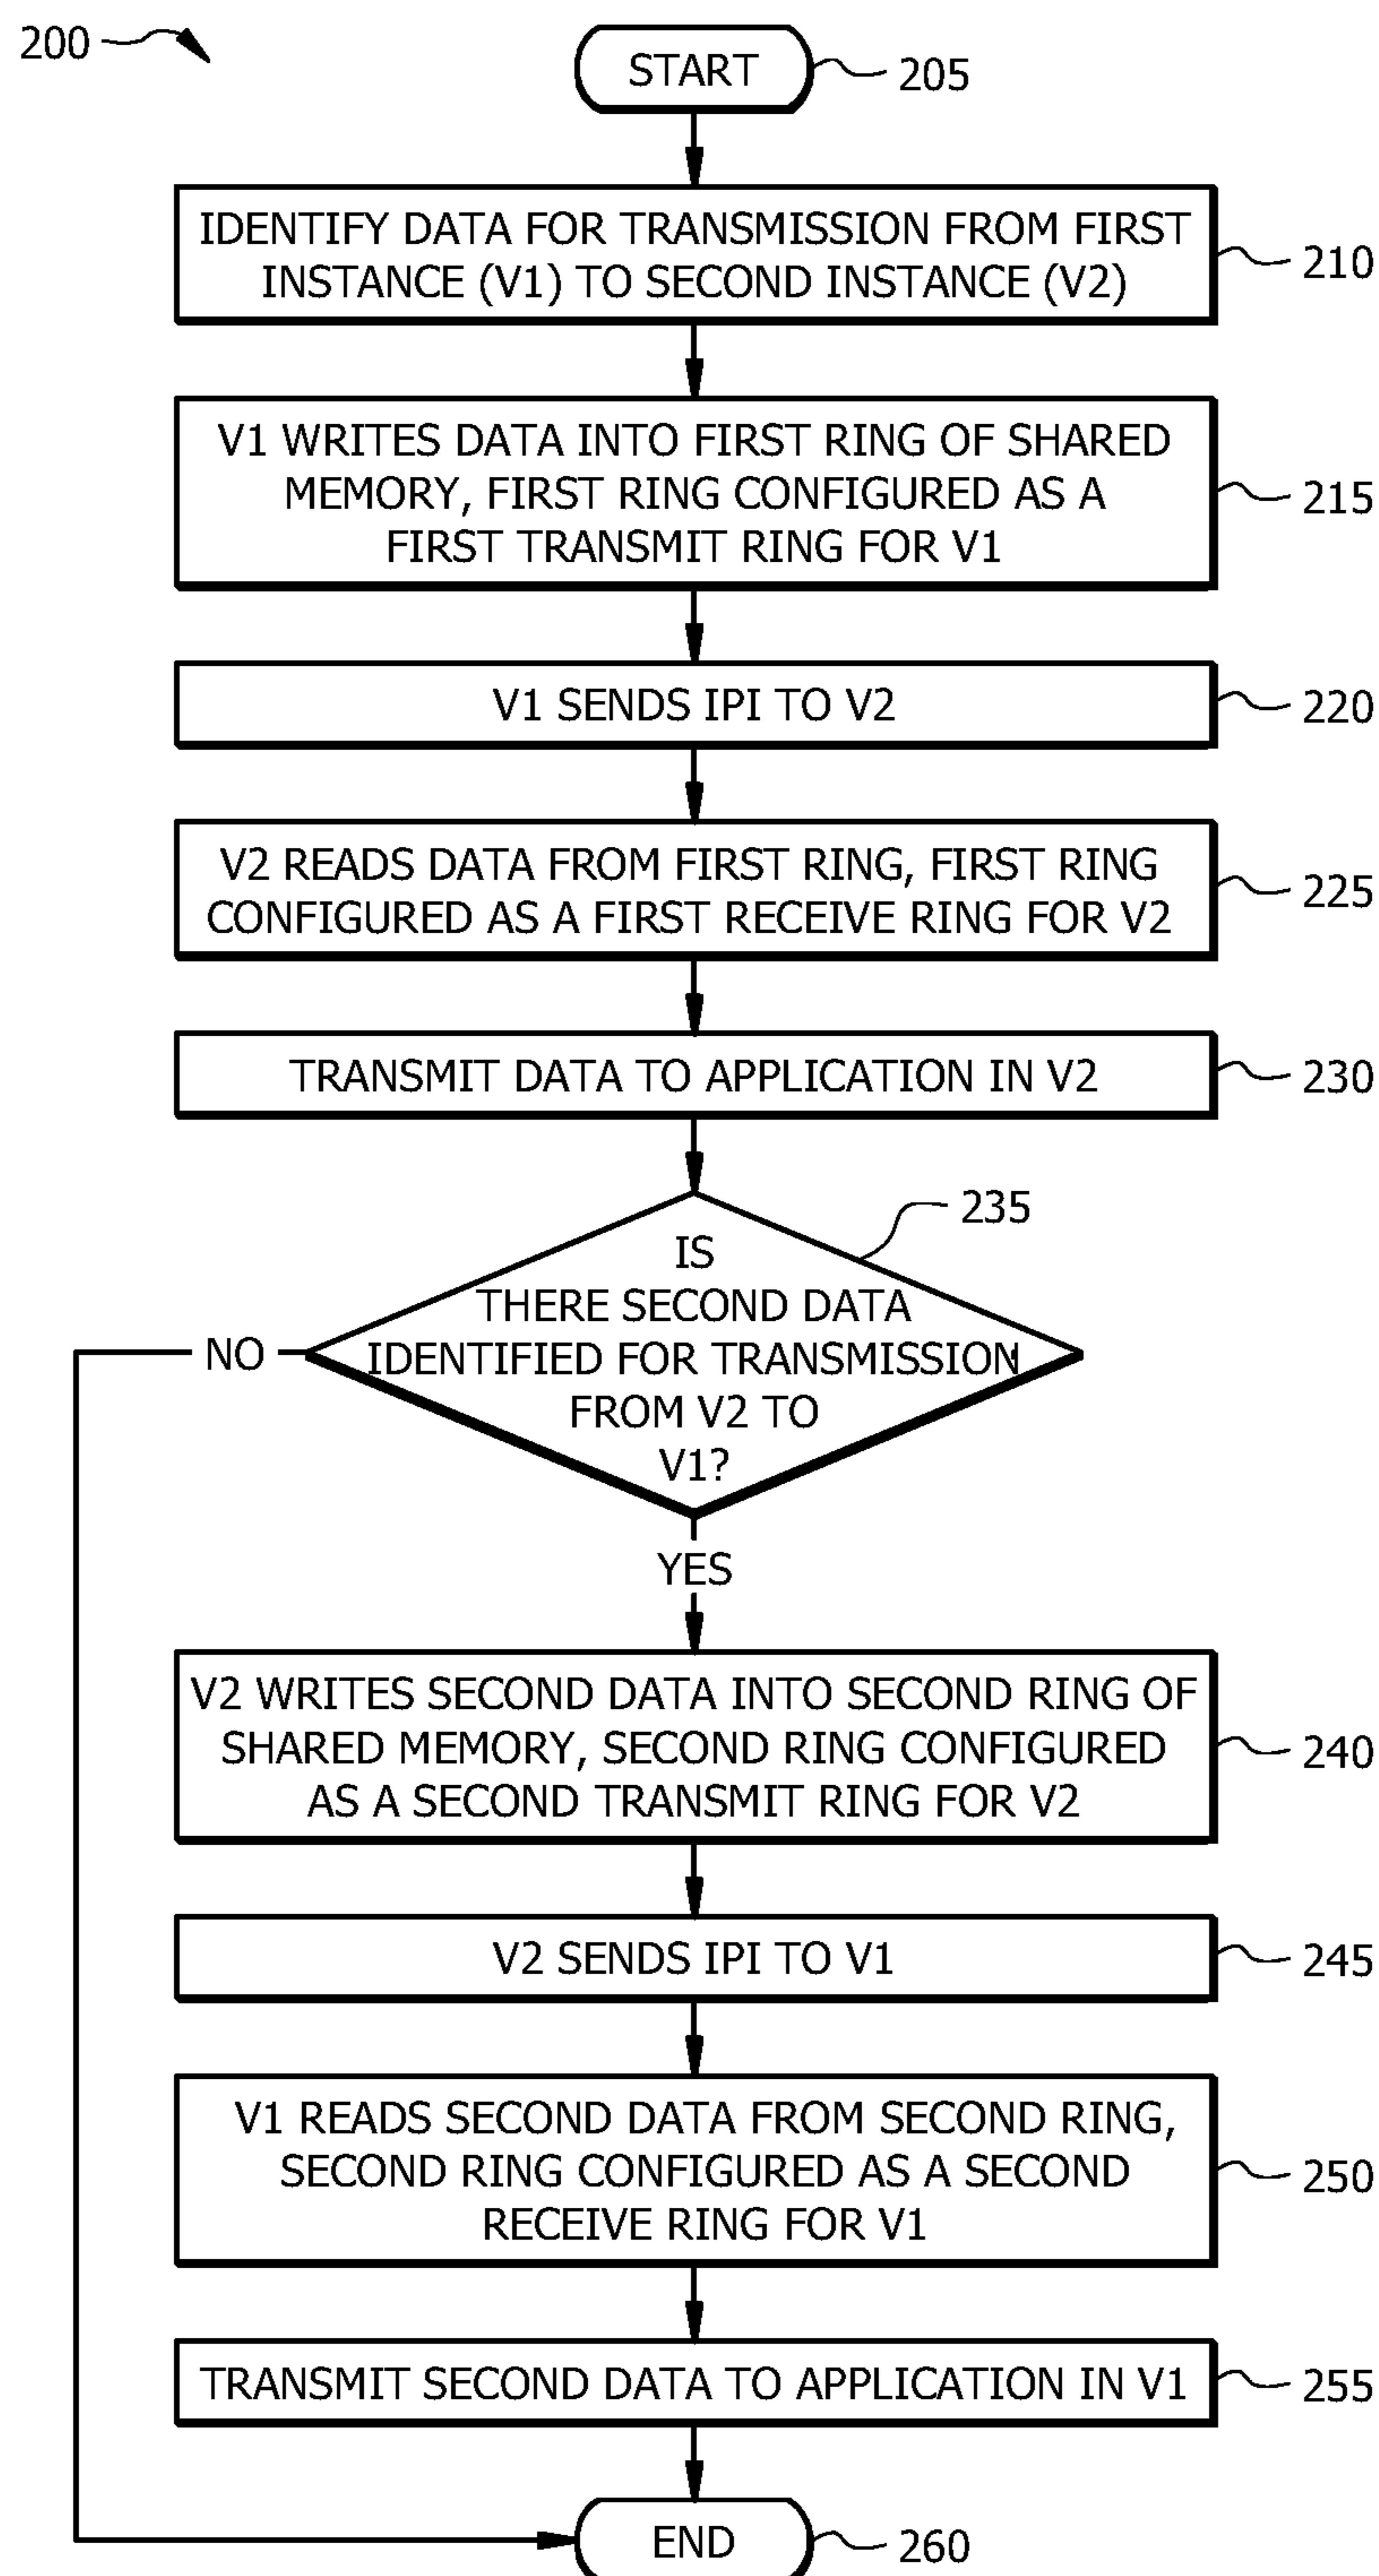 200
START
205
IDENTIFY DATA FOR TRANSMISSION FROM FIRST
INSTANCE (V1) TO SECOND INSTANCE (V2)
210
V1 WRITES DATA INTO FIRST RING OF SHARED
MEMORY, FIRST RING CONFIGURED AS A
FIRST TRANSMIT RING FOR V1
215
V1 SENDS IPI TO V2
220
V2 READS DATA FROM FIRST RING, FIRST RING
CONFIGURED AS A FIRST RECEIVE RING FOR V2
225
TRANSMIT DATA TO APPLICATION IN V2
230
235
IS
THERE SECOND DATA
IDENTIFIED FOR TRANSMISSION
FROM V2 TO
V1?
NO
YES
V2 WRITES SECOND DATA INTO SECOND RING OF
SHARED MEMORY, SECOND RING CONFIGURED
AS A SECOND TRANSMIT RING FOR V2
240
V2 SENDS IPI TO V1
245
V1 READS SECOND DATA FROM SECOND RING,
SECOND RING CONFIGURED AS A SECOND
RECEIVE RING FOR V1
250
TRANSMIT SECOND DATA TO APPLICATION IN V1
255
END
260